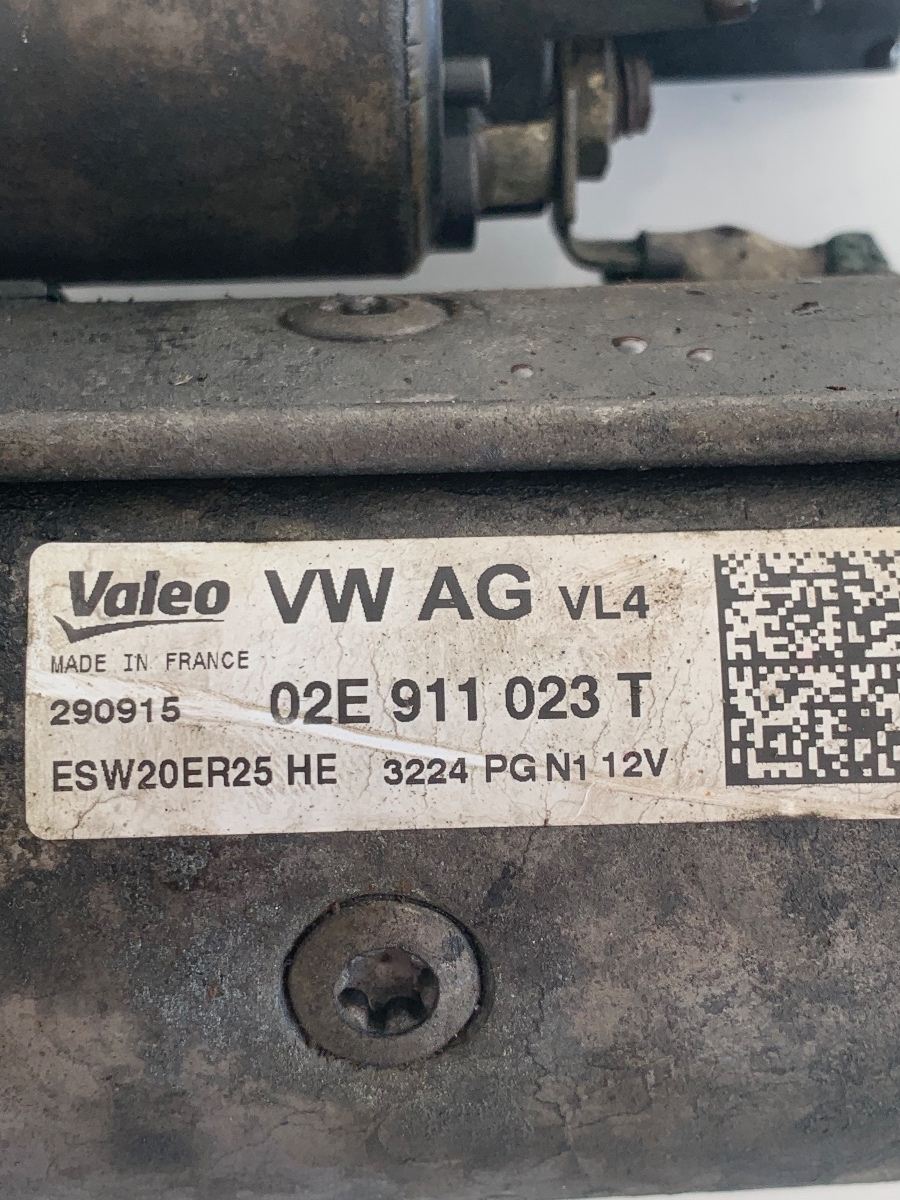 Valeo VW AG VL4
MADE IN FRANCE
290915 02E 911 023 T
ESW20ER25 HE 3224 PG N1 12V